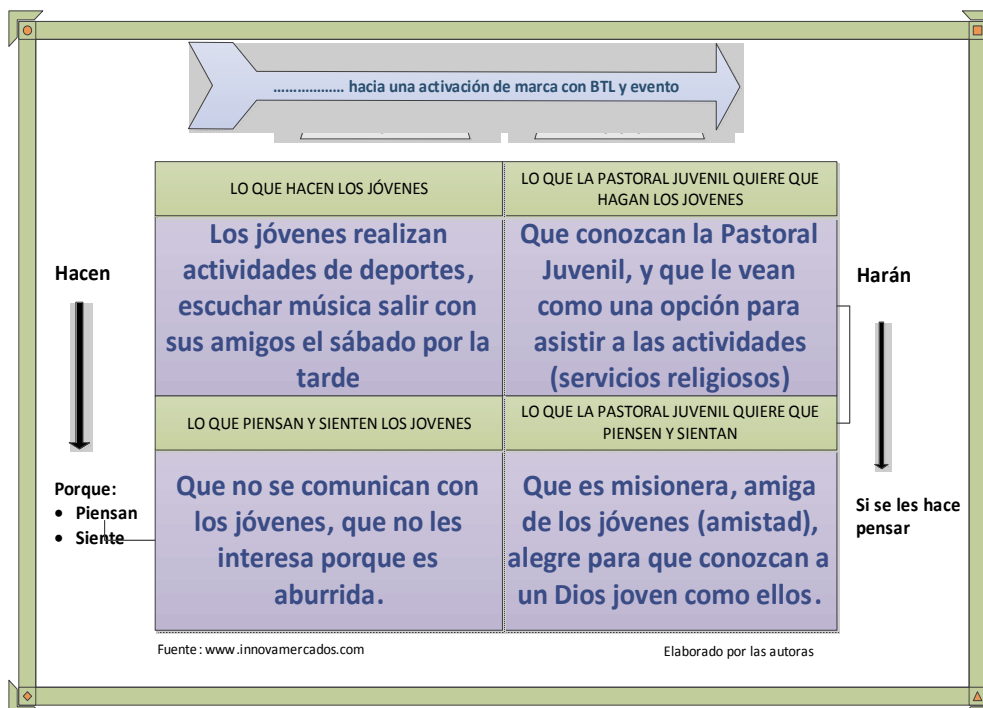 ……………… hacia una activación de marca con BTL y evento
LO QUE HACEN LOS JÓVENES
LO QUE LA PASTORAL JUVENIL QUIERE QUE
HAGAN LOS JOVENES
Hacen
Los jóvenes realizan
actividades de deportes,
escuchar música salir con
sus amigos el sábado por la
tarde
Que conozcan la Pastoral
Juvenil, y que le vean
como una opción para
asistir a las actividades
(servicios religiosos)
Harán
LO QUE PIENSAN Y SIENTEN LOS JOVENES
LO QUE LA PASTORAL JUVENIL QUIERE QUE
PIENSEN Y SIENTAN
Porque:
• Piensan
• Siente
Que no se comunican con
los jóvenes, que no les
interesa porque es
aburrida.
Que es misionera, amiga
de los jóvenes (amistad),
alegre para que conozcan a
un Dios joven como ellos.
Si se les hace
pensar
Fuente : www.innovamercados.com
Elaborado por las autoras